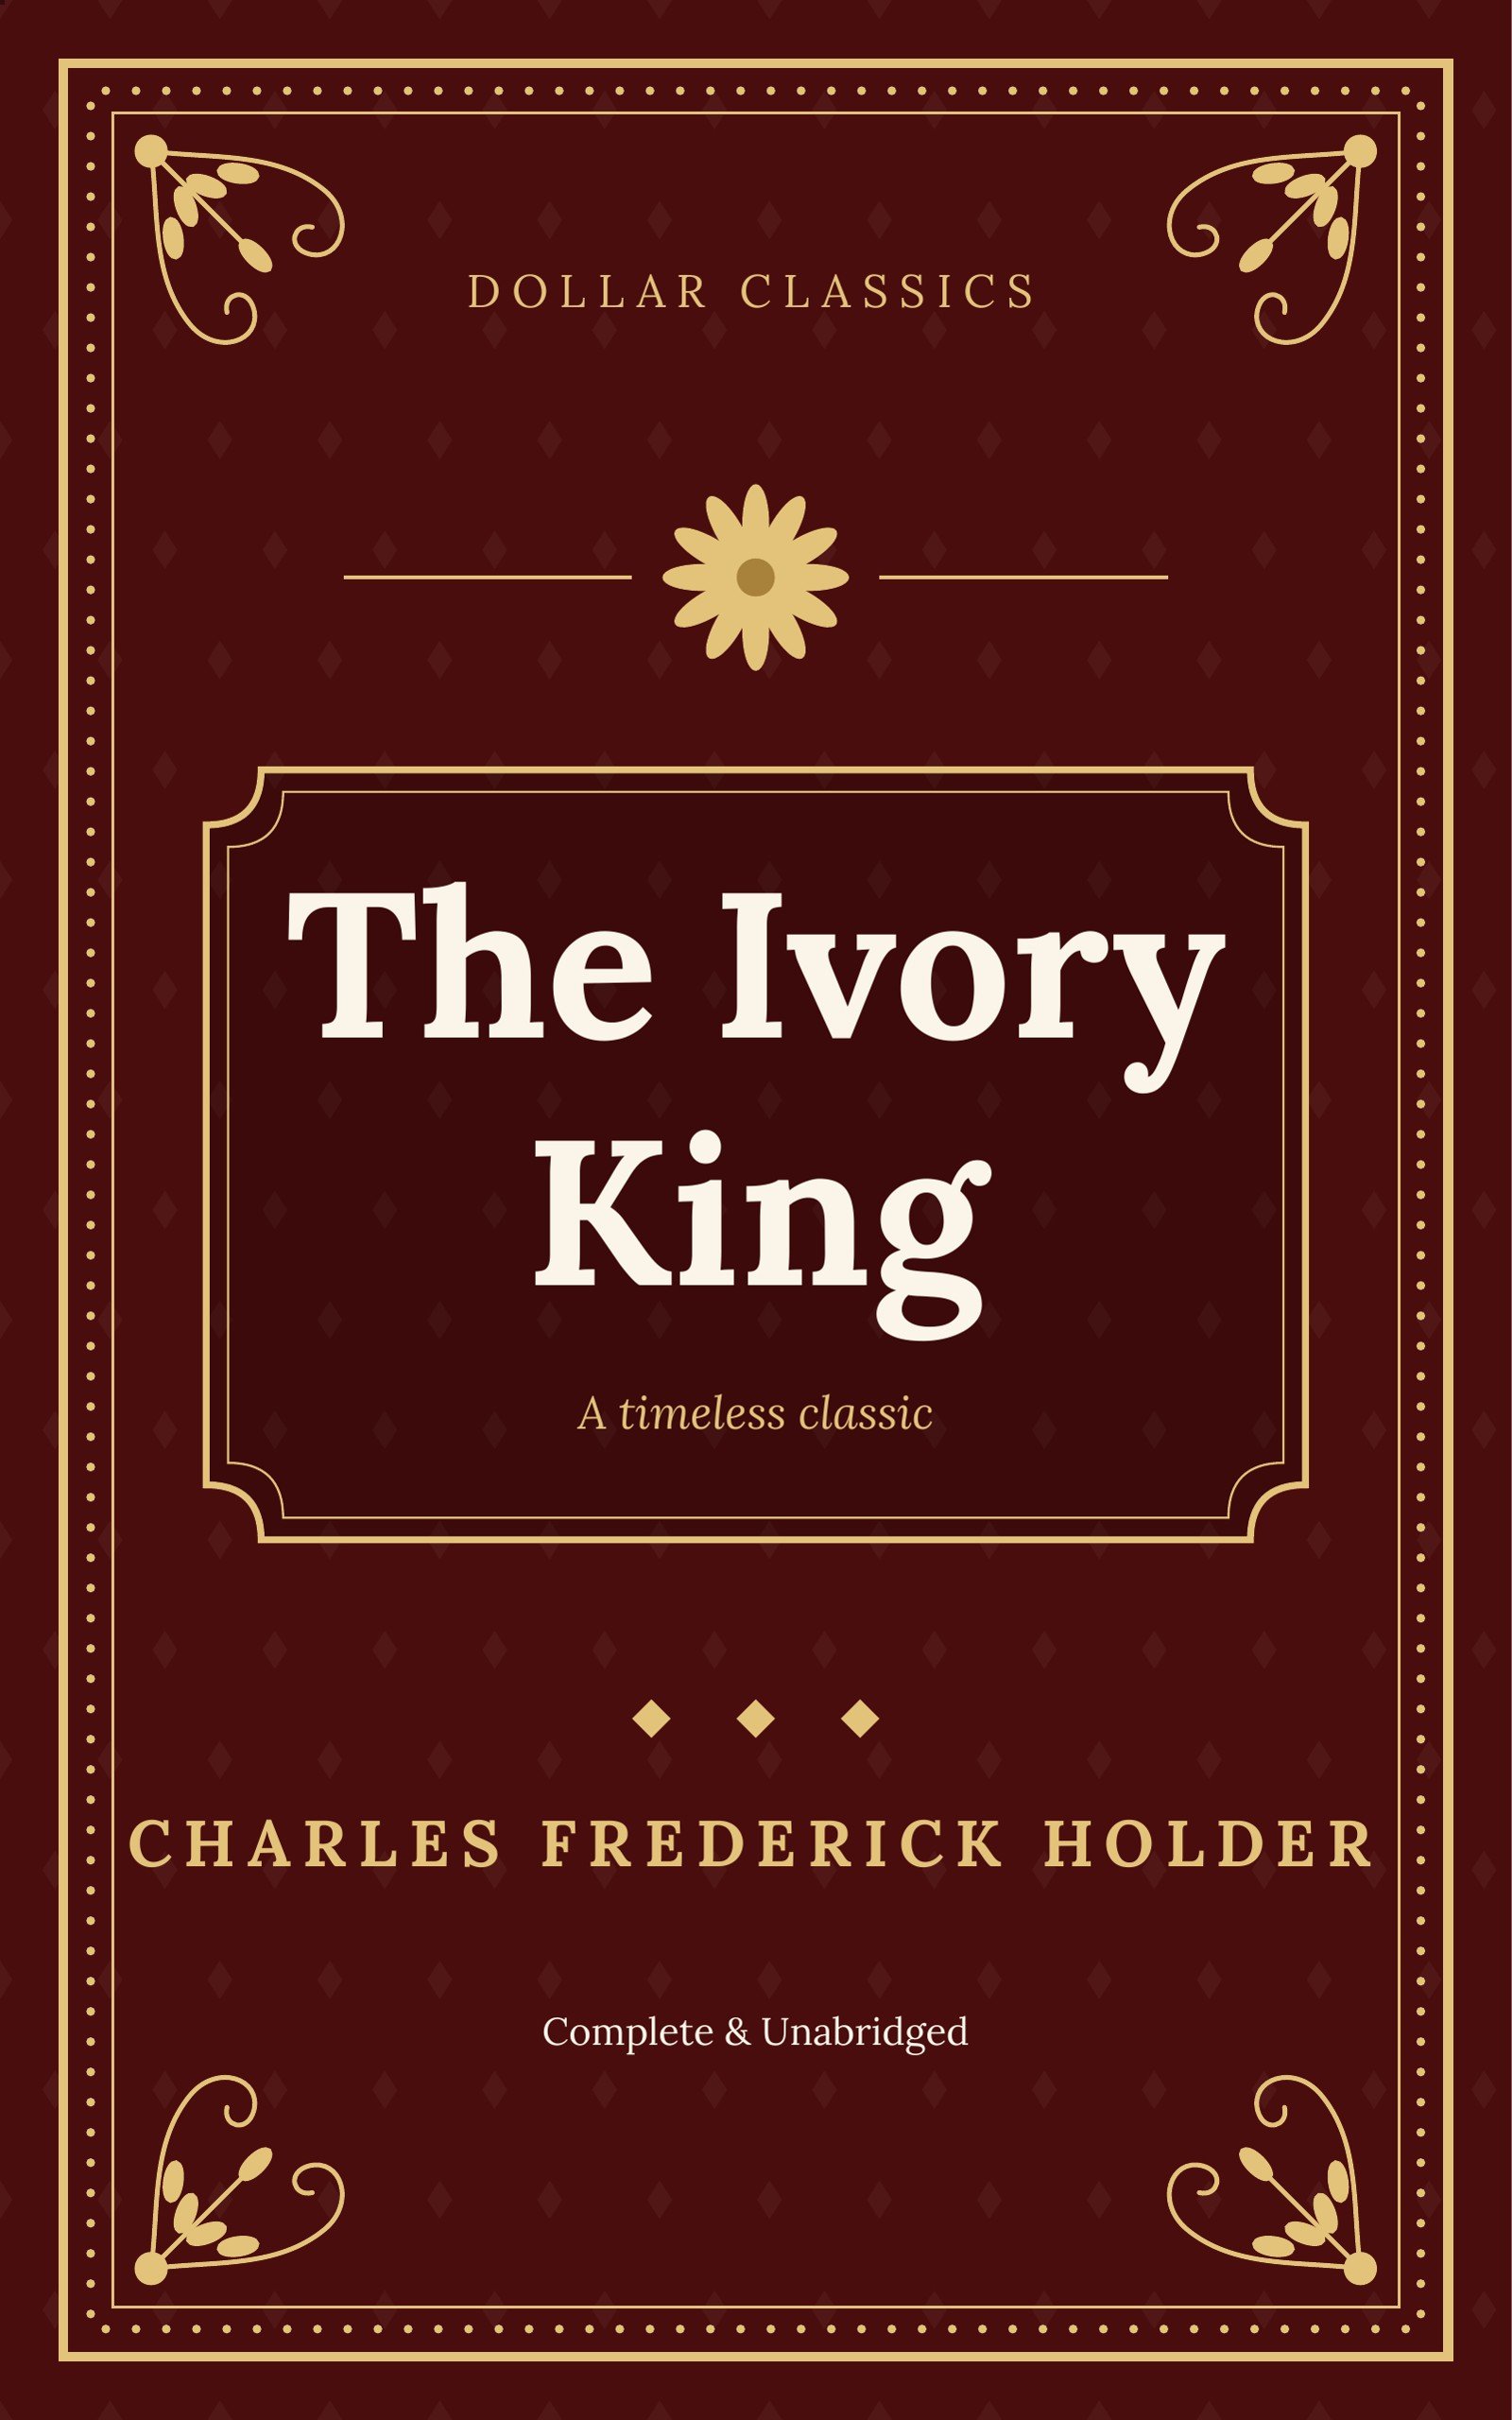 DOLLAR CLASSICS
The Ivory
King
A timeless classic
CHARLES FREDERICK HOLDER
Complete & Unabridged